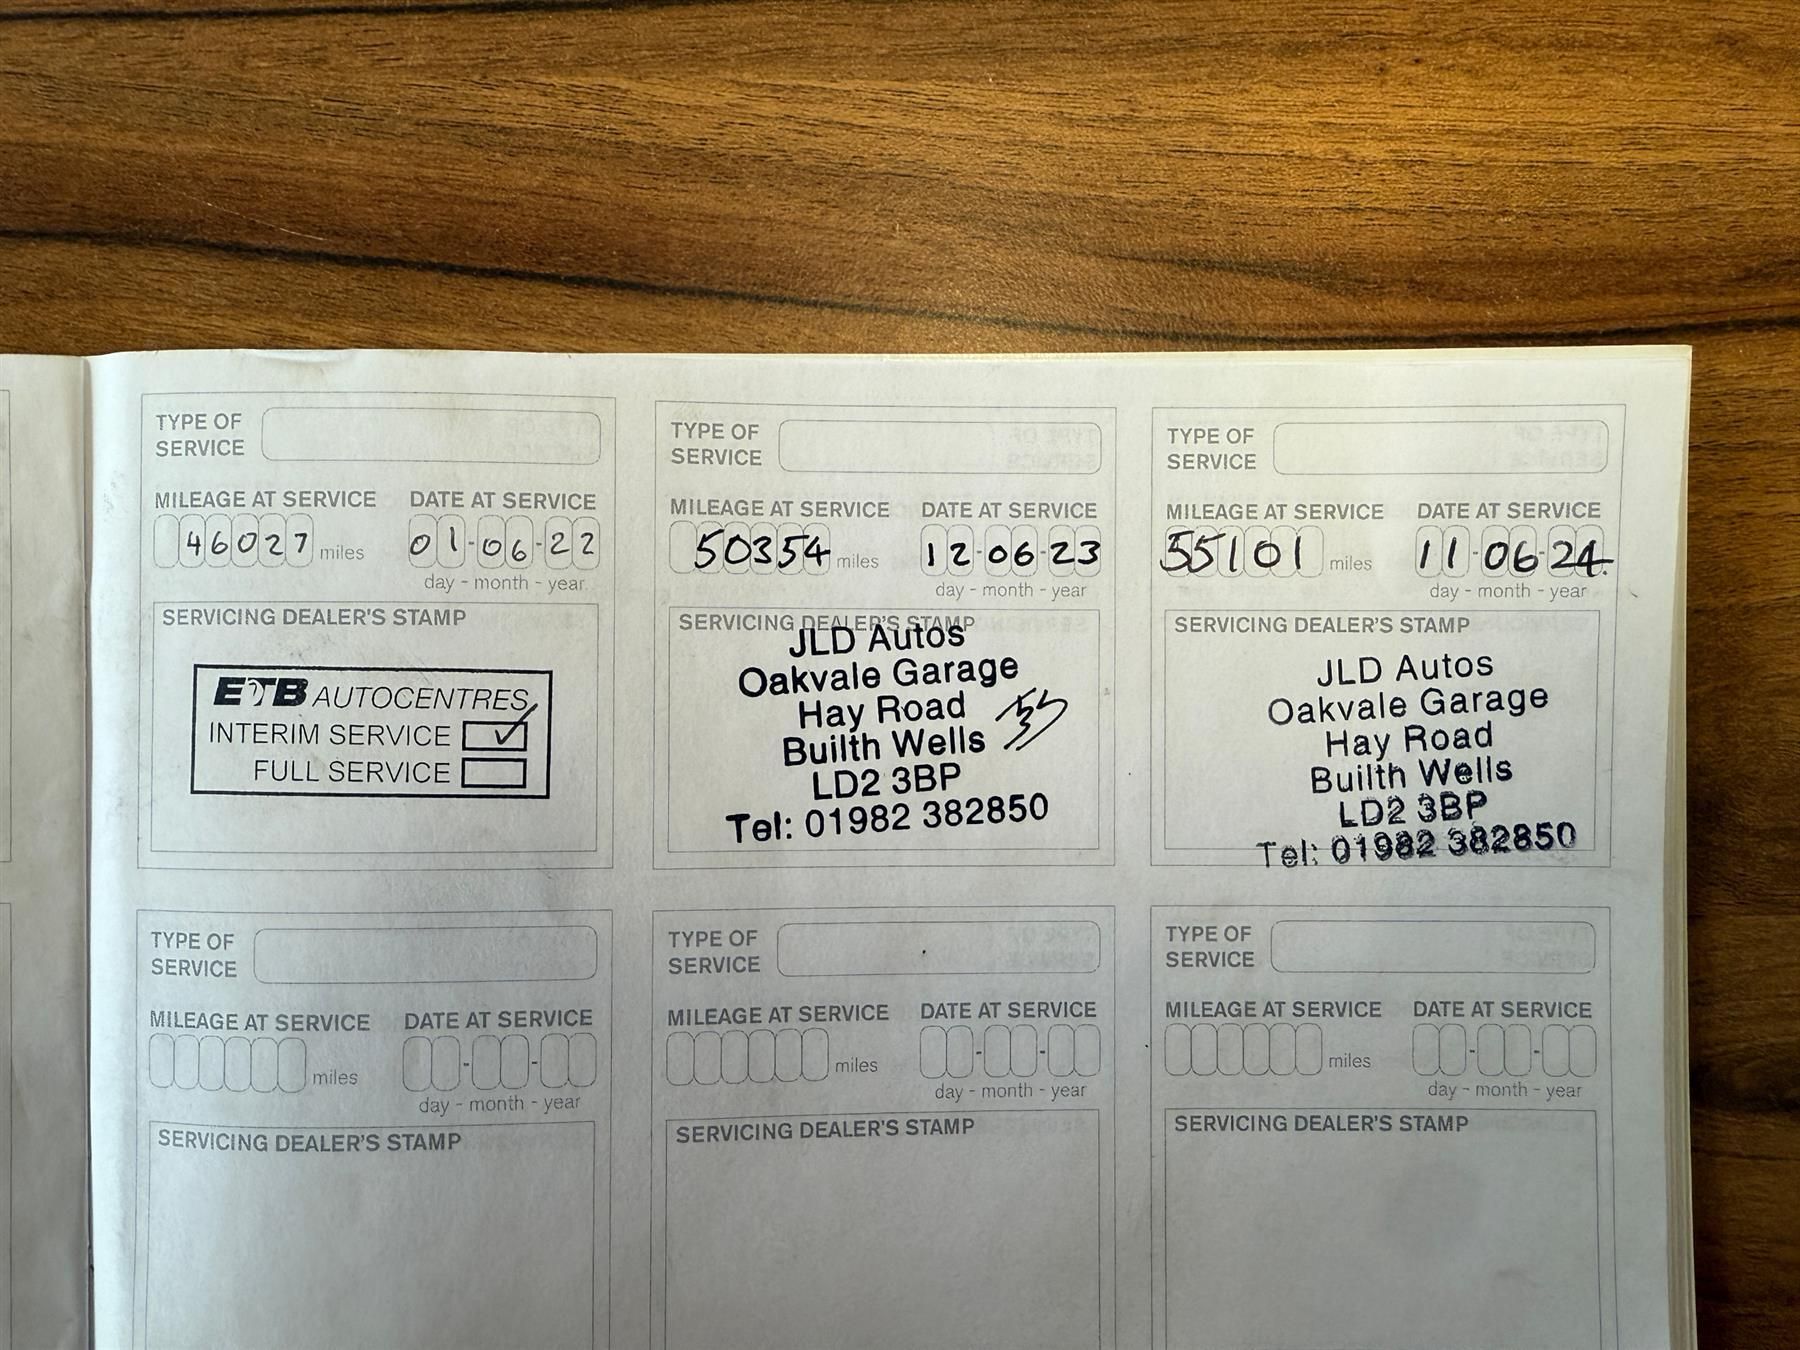 TYPE OF
SERVICE
MILEAGE AT SERVICE DATE AT SERVICE
46027 miles 01-06-22
day - month - year
SERVICING DEALER'S STAMP
ETB AUTOCENTRES
INTERIM SERVICE
FULL SERVICE
TYPE OF
SERVICE
MILEAGE AT SERVICE DATE AT SERVICE
50354 miles 12-06-23
day - month - year
SERVICING DEALER'S STAMP
JLD Autos
Oakvale Garage
Hay Road
Builth Wells
LD2 3BP
Tel: 01982 382850
TYPE OF
SERVICE
MILEAGE AT SERVICE DATE AT SERVICE
55101 miles 11-06-24.
day - month - year
SERVICING DEALER'S STAMP
JLD Autos
Oakvale Garage
Hay Road
Builth Wells
LD2 3BP
Tel: 01982 382850
TYPE OF
SERVICE
MILEAGE AT SERVICE DATE AT SERVICE
miles
day - month - year
SERVICING DEALER'S STAMP
TYPE OF
SERVICE
MILEAGE AT SERVICE DATE AT SERVICE
miles
day - month - year
SERVICING DEALER'S STAMP
TYPE OF
SERVICE
MILEAGE AT SERVICE DATE AT SERVICE
miles
day - month - year
SERVICING DEALER'S STAMP